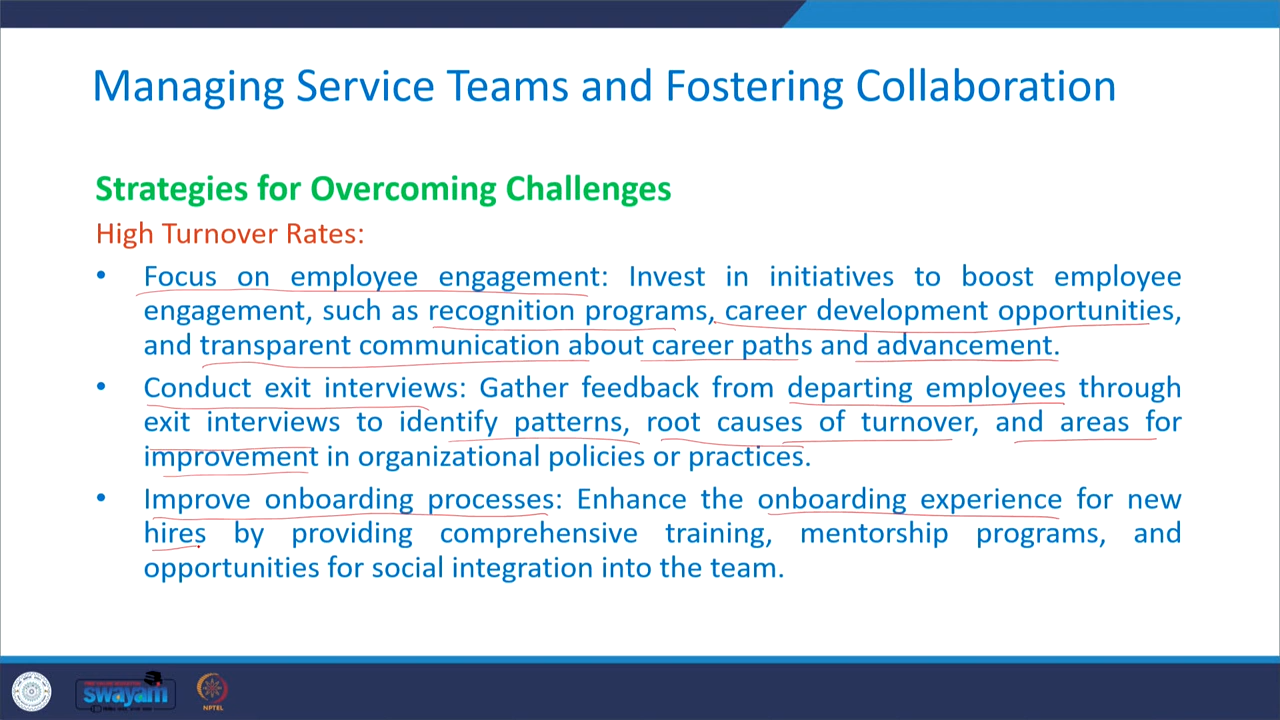 Managing Service Teams and Fostering Collaboration
Strategies for Overcoming Challenges
High Turnover Rates:
• Focus on employee engagement: Invest in initiatives to boost employee
engagement, such as recognition programs, career development opportunities,
and transparent communication about career paths and advancement.
• Conduct exit interviews: Gather feedback from departing employees through
exit interviews to identify patterns, root causes of turnover, and areas for
improvement in organizational policies or practices.
• Improve onboarding processes: Enhance the onboarding experience for new
hires by providing comprehensive training, mentorship programs, and
opportunities for social integration into the team.
swayam
NPTEL